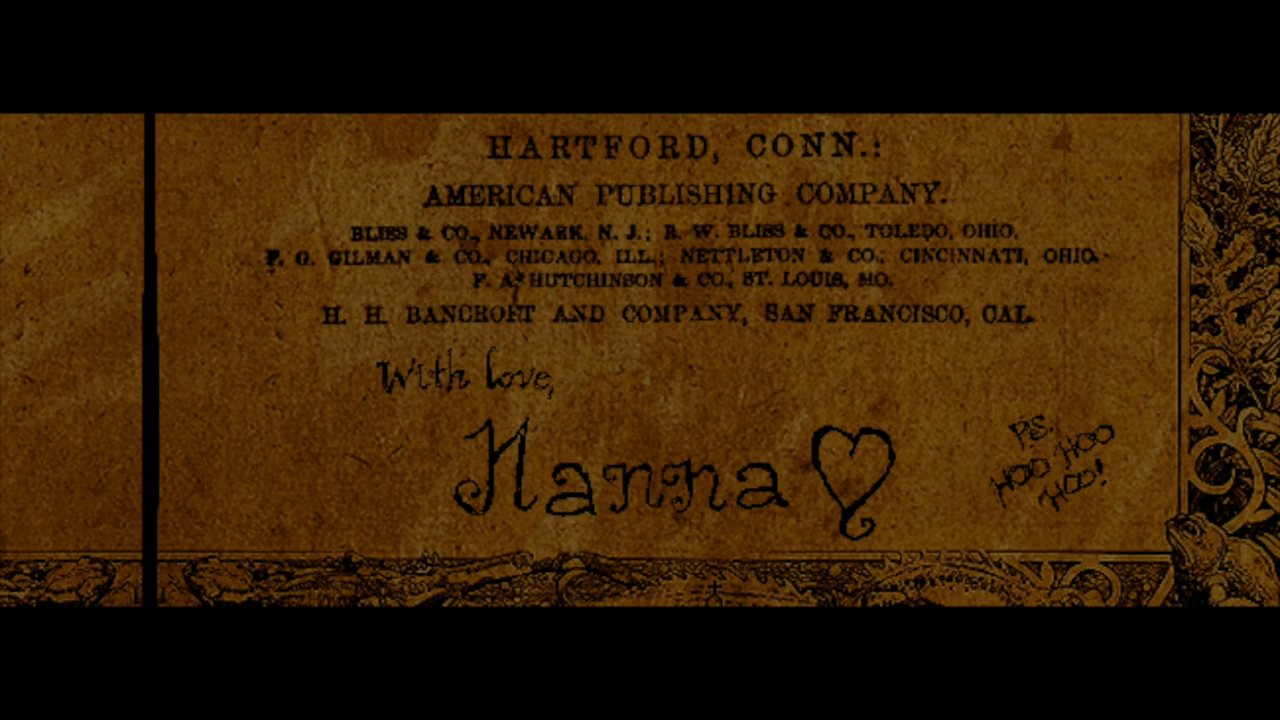 HARTFORD, CONN.:
AMERICAN PUBLISHING COMPANY.
BLISS & CO., NEWARK, N. J.; R. W. BLISS & CO., TOLEDO, OHIO.
F. G. GILMAN & CO., CHICAGO, ILL.; NETTLETON & CO., CINCINNATI, OHIO.
F. A. HUTCHINSON & CO., ST. LOUIS, MO.
H. H. BANCROFT AND COMPANY, SAN FRANCISCO, CAL.
With love,
Hanna
P.S.
HOO HOO
HOO!